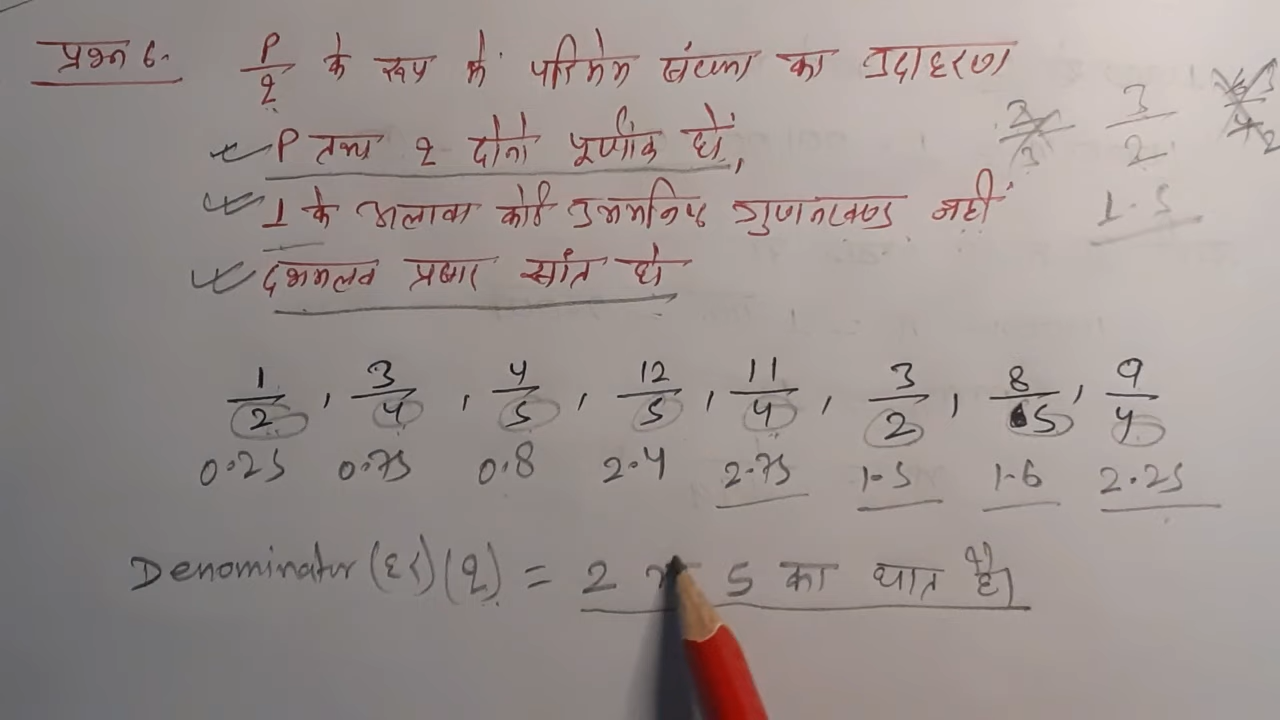 प्रश्न 6. P/q के रूप के परिमेय संख्या का उदाहरण
P तथा q दोनो पूर्णांक हों,
1 के अलावा कोई उभयनिष्ठ गुणनखण्ड नहीं
दशमलव प्रसार सांत हो
3/2
1.5
1/2, 3/4, 4/5, 12/5, 11/4, 3/2, 8/5, 9/4
0.25 0.75 0.8 2.4 2.75 1.5 1.6 2.25
Denominator (हर) (q) = 2 5 का घात हो।